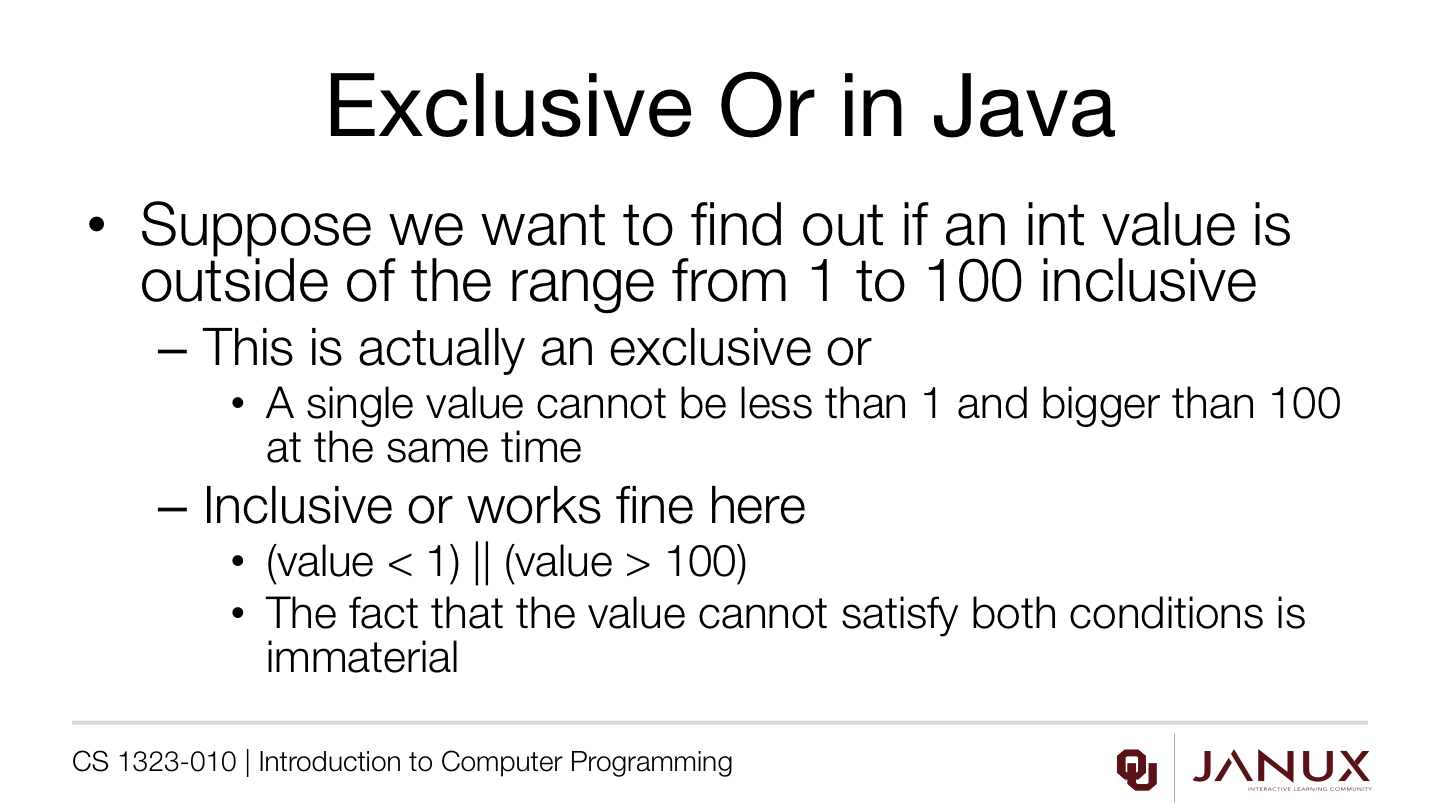 Exclusive Or in Java
• Suppose we want to find out if an int value is
outside of the range from 1 to 100 inclusive
– This is actually an exclusive or
• A single value cannot be less than 1 and bigger than 100
at the same time
– Inclusive or works fine here
• (value < 1) || (value > 100)
• The fact that the value cannot satisfy both conditions is
immaterial
CS 1323-010 | Introduction to Computer Programming
OU
JANUX
INTERACTIVE LEARNING COMMUNITY